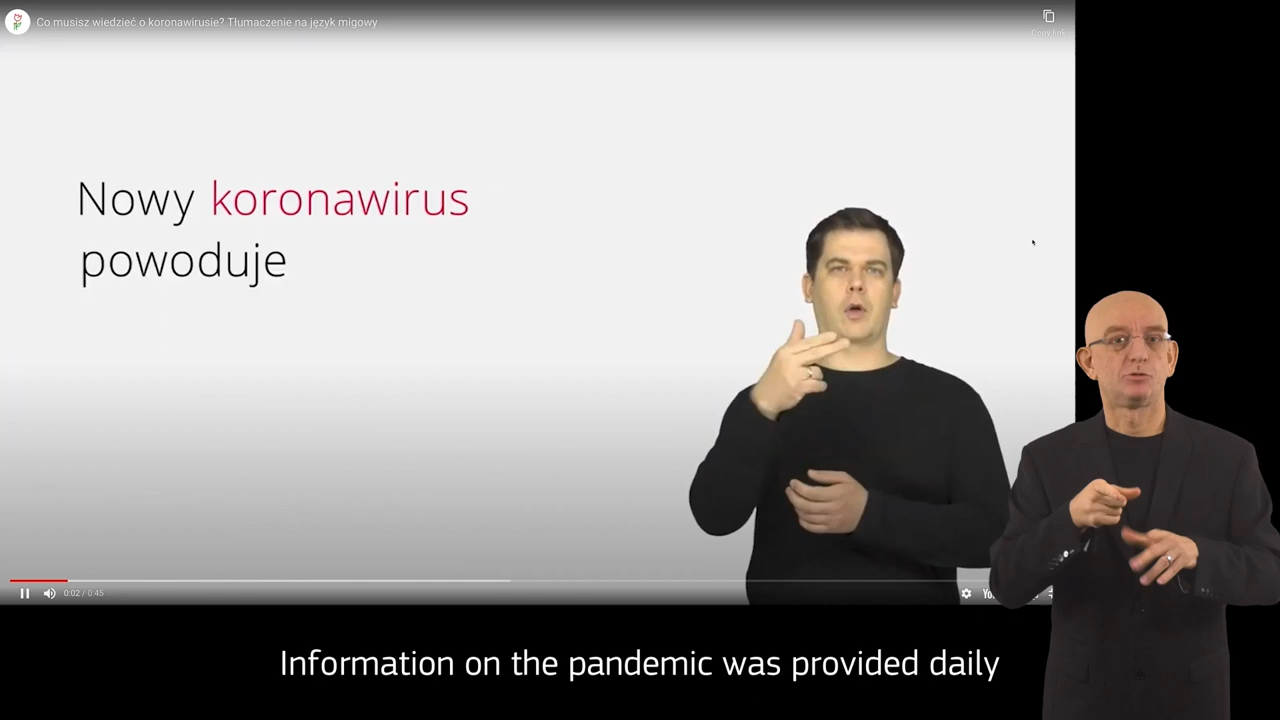 Co musisz wiedzieć o koronawirusie? Tłumaczenie na język migowy
Copy link
Nowy koronawirus
powoduje
0:02 / 0:45
Information on the pandemic was provided daily